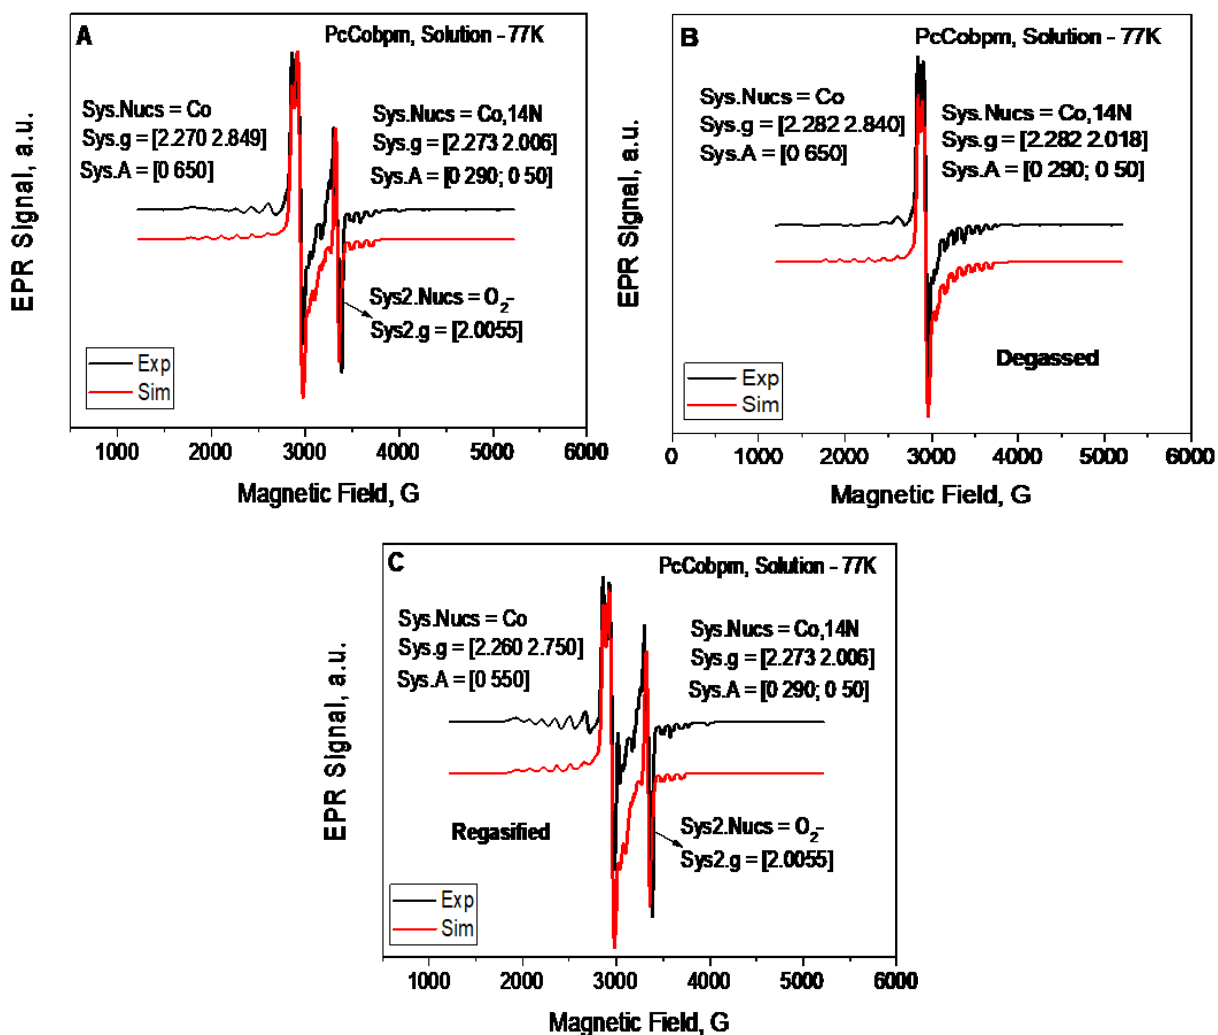 A
PcCobpm, Solution - 77K
Sys.Nucs = Co
Sys.g = [2.270 2.849]
Sys.A = [0 650]
Sys.Nucs = Co,14N
Sys.g = [2.273 2.006]
Sys.A = [0 290; 0 50]
Sys2.Nucs = O2-
Sys2.g = [2.0055]
Exp
Sim
EPR Signal, a.u.
1000 2000 3000 4000 5000 6000
Magnetic Field, G
B
PcCobpm, Solution - 77K
Sys.Nucs = Co
Sys.g = [2.282 2.840]
Sys.A = [0 650]
Sys.Nucs = Co,14N
Sys.g = [2.282 2.018]
Sys.A = [0 290; 0 50]
Degassed
Exp
Sim
EPR Signal, a.u.
0 1000 2000 3000 4000 5000 6000
Magnetic Field, G
C
PcCobpm, Solution - 77K
Sys.Nucs = Co
Sys.g = [2.260 2.750]
Sys.A = [0 550]
Sys.Nucs = Co,14N
Sys.g = [2.273 2.006]
Sys.A = [0 290; 0 50]
Regasified
Sys2.Nucs = O2-
Sys2.g = [2.0055]
Exp
Sim
EPR Signal, a.u.
1000 2000 3000 4000 5000 6000
Magnetic Field, G